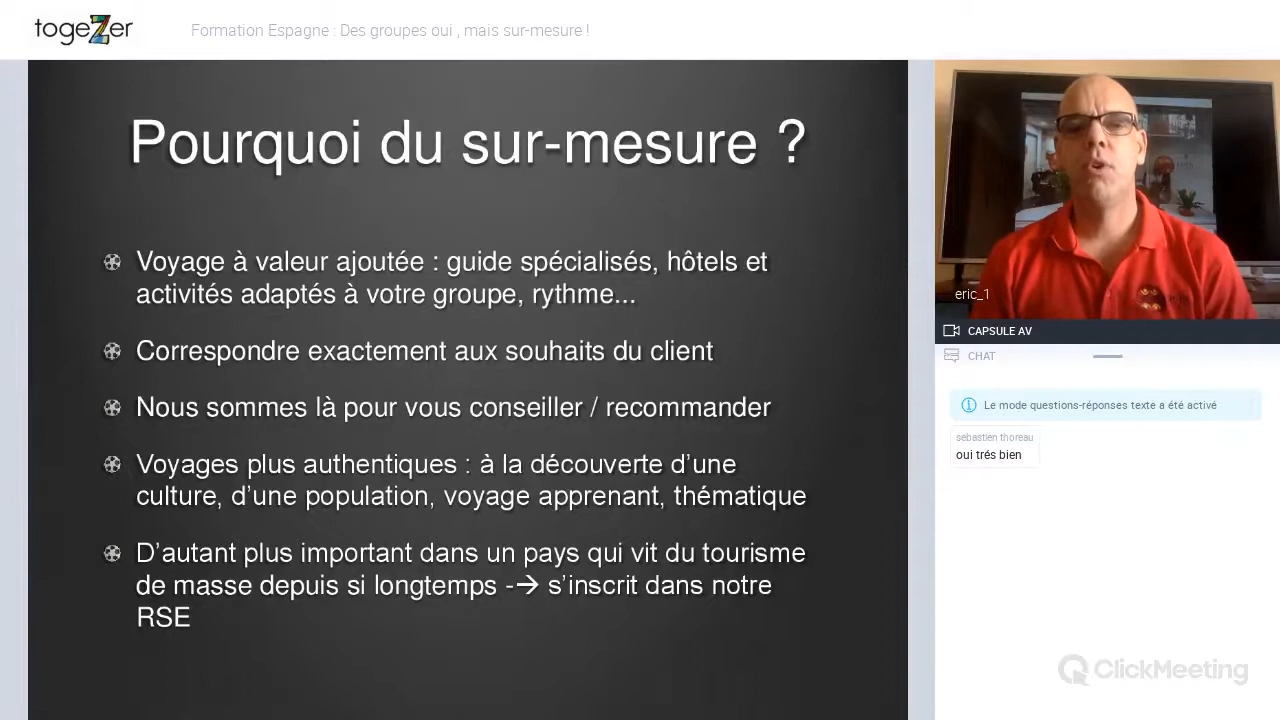 togeZer
Formation Espagne : Des groupes oui , mais sur-mesure !
Pourquoi du sur-mesure ?
Voyage à valeur ajoutée : guide spécialisés, hôtels et
activités adaptés à votre groupe, rythme...
Correspondre exactement aux souhaits du client
Nous sommes là pour vous conseiller / recommander
Voyages plus authentiques : à la découverte d’une
culture, d’une population, voyage apprenant, thématique
D’autant plus important dans un pays qui vit du tourisme
de masse depuis si longtemps -→ s’inscrit dans notre
RSE
eric_1
CAPSULE AV
CHAT
Le mode questions-réponses texte a été activé
sebastien thoreau
oui trés bien
ClickMeeting